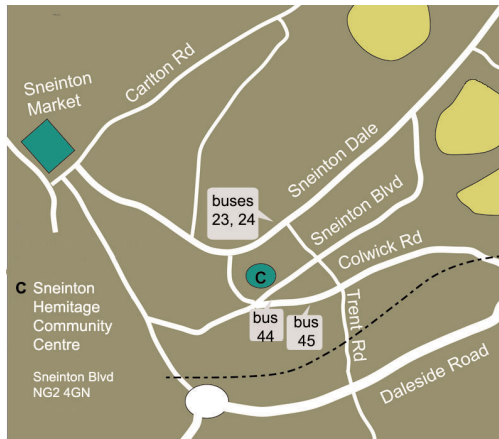 Sneinton
Market
Carlton Rd
Sneinton Dale
buses
23, 24
Sneinton Blvd
Colwick Rd
C
C Sneinton
Hemitage
Community
Centre
bus
44
bus
45
Trent Rd
Sneinton Blvd
NG2 4GN
Daleside Road